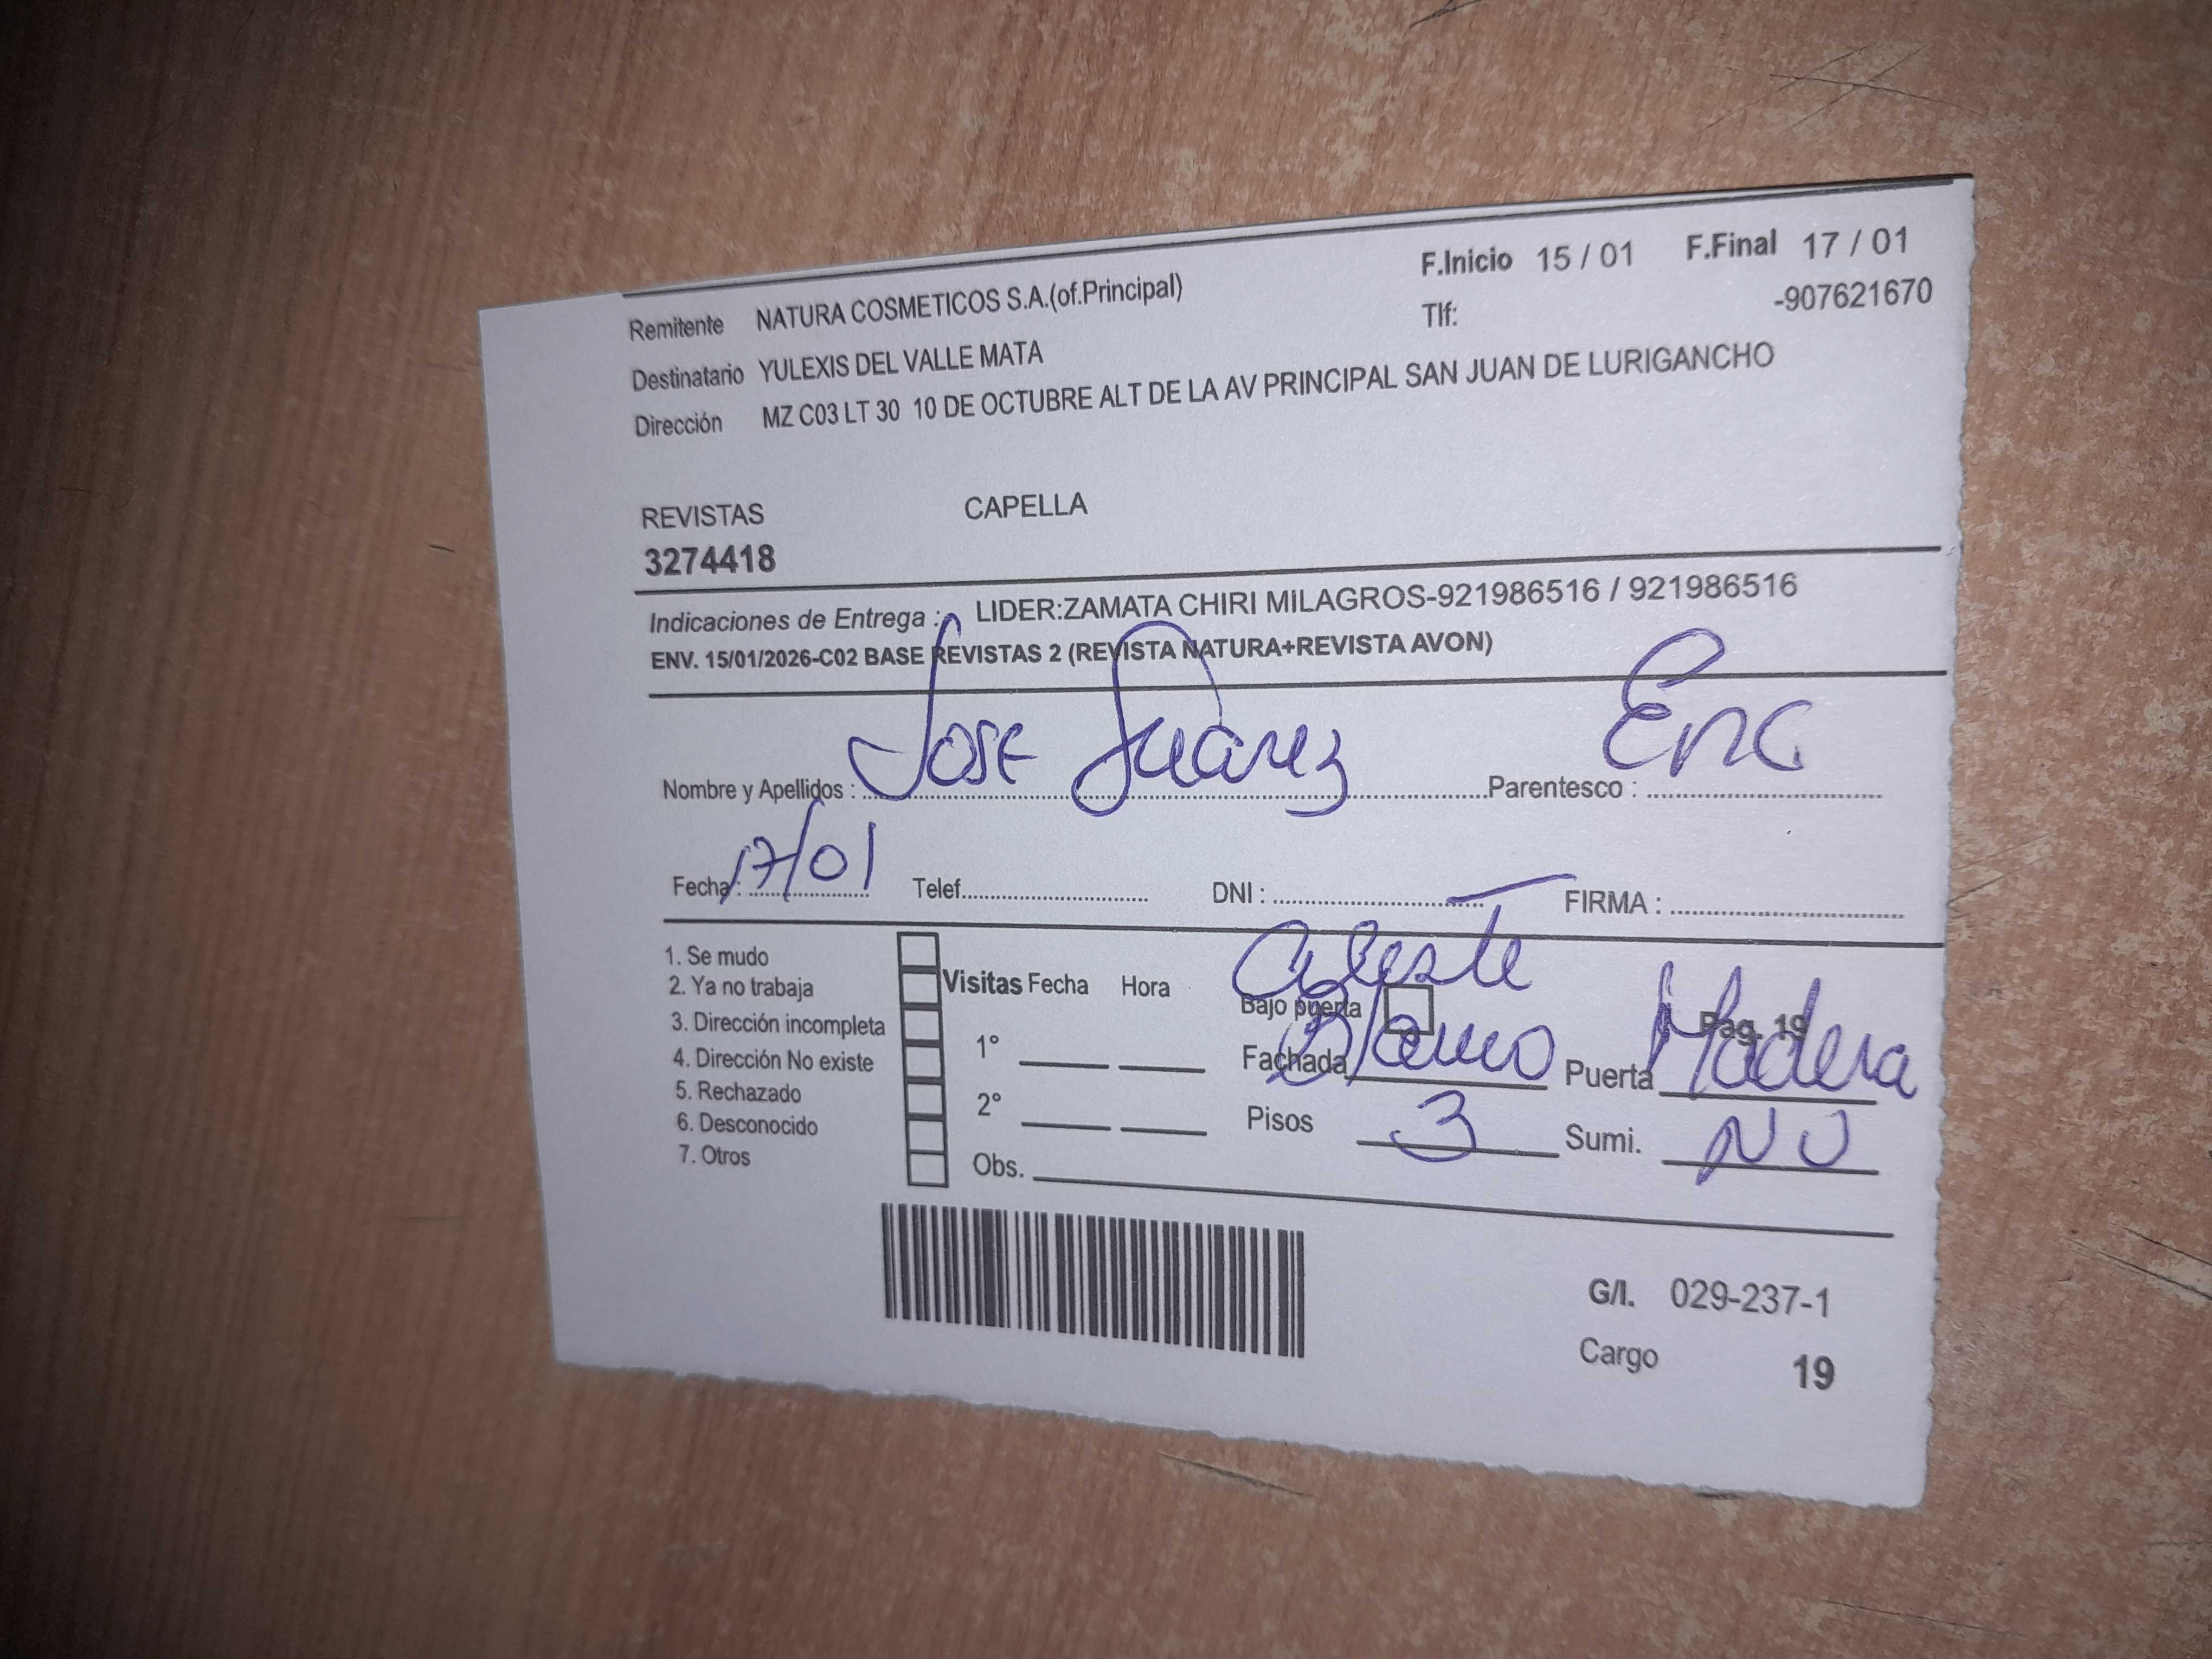 F.Inicio 15 / 01 F.Final 17 / 01
Remitente NATURA COSMETICOS S.A.(of.Principal) Tlf: -907621670
Destinatario YULEXIS DEL VALLE MATA
Dirección MZ C03 LT 30 10 DE OCTUBRE ALT DE LA AV PRINCIPAL SAN JUAN DE LURIGANCHO
REVISTAS CAPELLA
3274418
Indicaciones de Entrega : LIDER:ZAMATA CHIRI MILAGROS-921986516 / 921986516
ENV. 15/01/2026-C02 BASE REVISTAS 2 (REVISTA NATURA+REVISTA AVON)
Nombre y Apellidos : Jose Suarez Parentesco : Enc
Fecha : 17/01 Telef. DNI : FIRMA :
1. Se mudo
2. Ya no trabaja
3. Dirección incompleta
4. Dirección No existe
5. Rechazado
6. Desconocido
7. Otros
Visitas Fecha Hora
1°
2°
Obs.
Celeste
Bajo puerta Pag. 19
Fachada Blanco Puerta Madera
Pisos 3 Sumi. NO
G/I. 029-237-1
Cargo 19